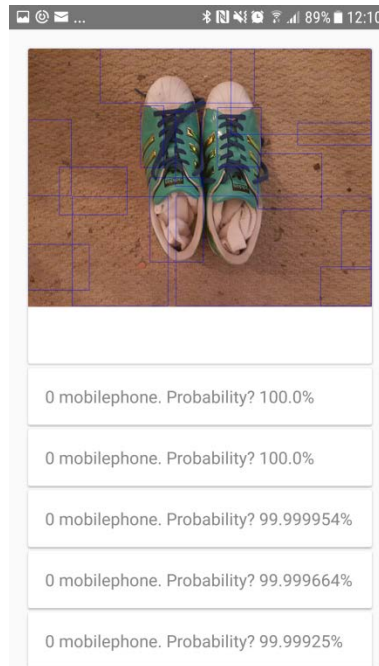 ... 89% 12:10
0 mobilephone. Probability? 100.0%
0 mobilephone. Probability? 100.0%
0 mobilephone. Probability? 99.999954%
0 mobilephone. Probability? 99.999664%
0 mobilephone. Probability? 99.99925%